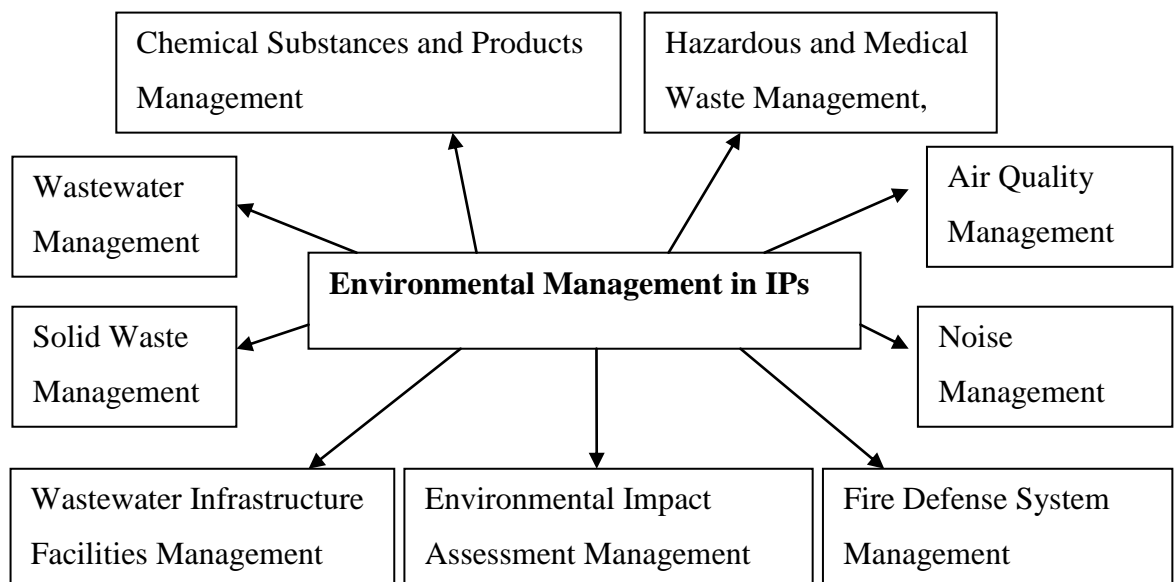 Chemical Substances and Products
Management
Hazardous and Medical
Waste Management,
Wastewater
Management
Air Quality
Management
Environmental Management in IPs
Solid Waste
Management
Noise
Management
Wastewater Infrastructure
Facilities Management
Environmental Impact
Assessment Management
Fire Defense System
Management